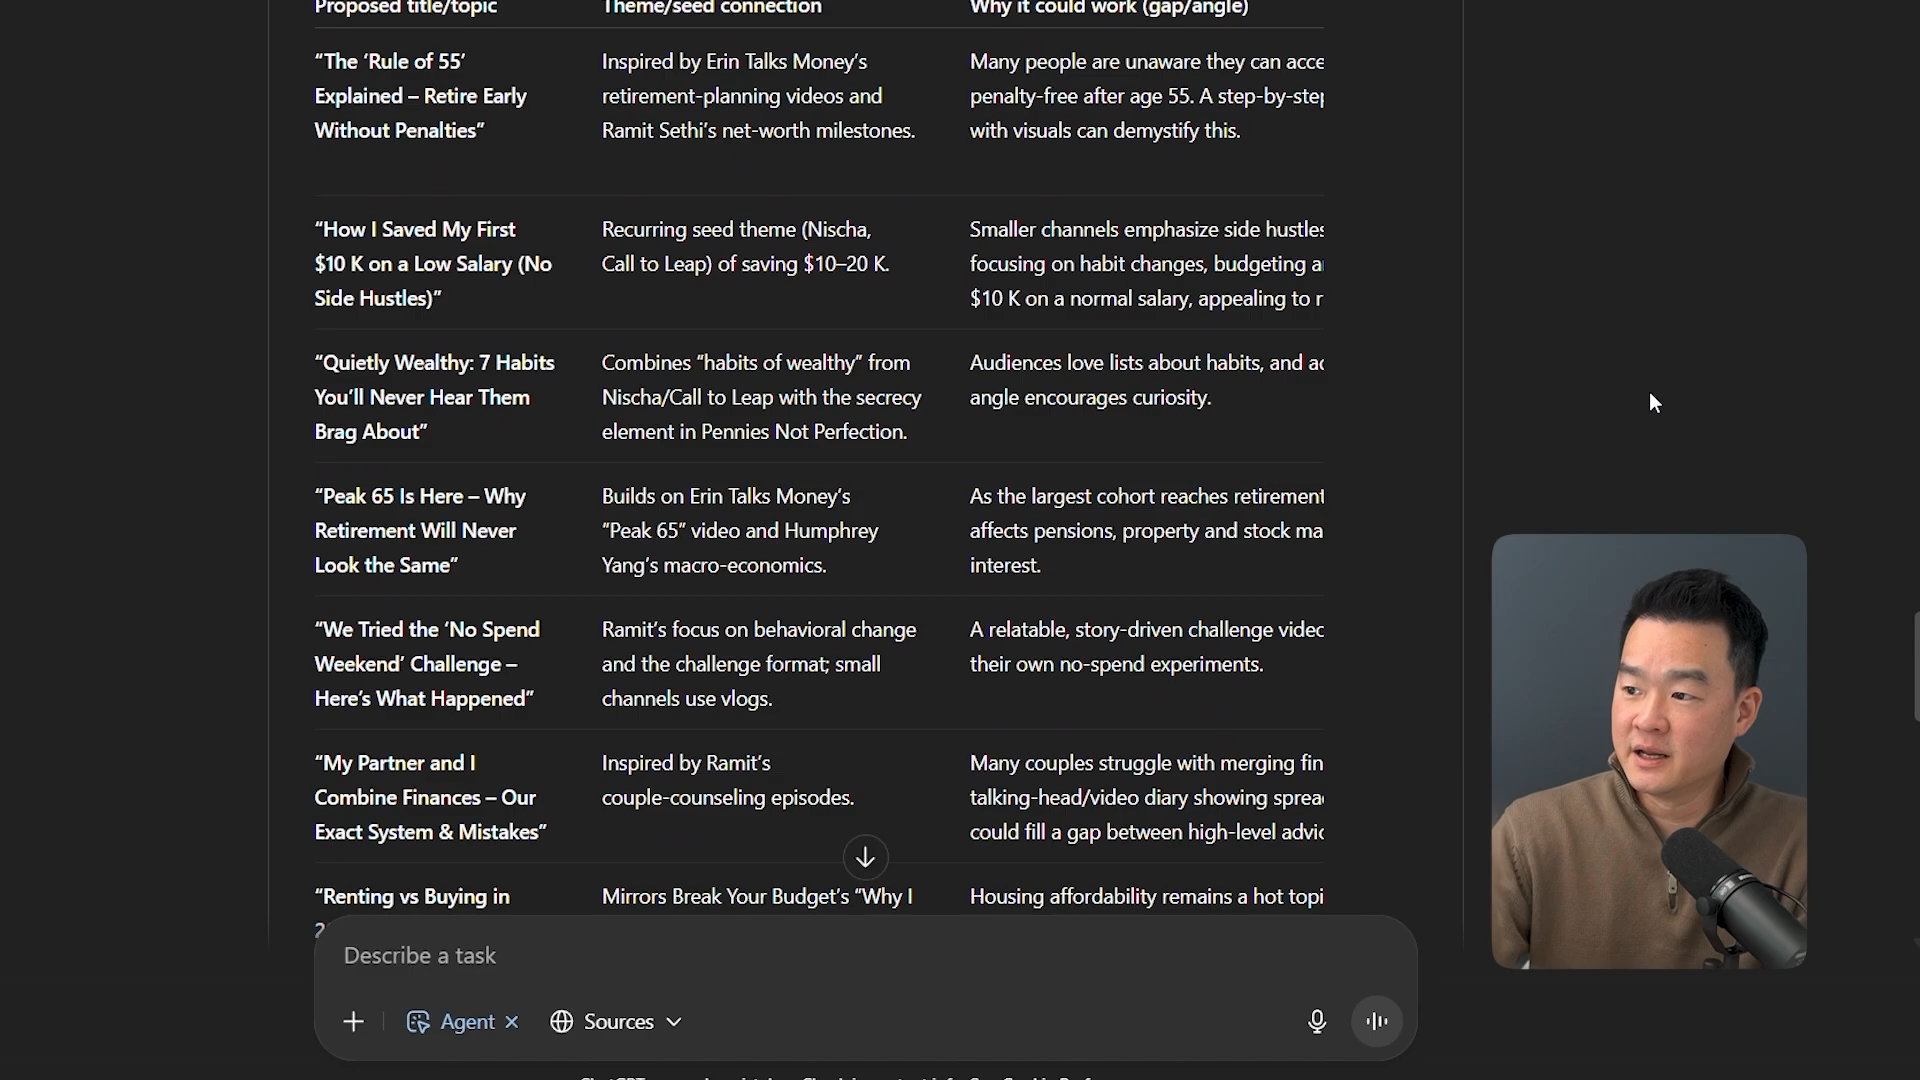 Proposed title/topic
Theme/seed connection
Why it could work (gap/angle)
“The ‘Rule of 55’
Explained – Retire Early
Without Penalties”
Inspired by Erin Talks Money’s
retirement-planning videos and
Ramit Sethi’s net-worth milestones.
Many people are unaware they can acce
penalty-free after age 55. A step-by-step
with visuals can demystify this.
“How I Saved My First
$10 K on a Low Salary (No
Side Hustles)”
Recurring seed theme (Nischa,
Call to Leap) of saving $10–20 K.
Smaller channels emphasize side hustles
focusing on habit changes, budgeting a
$10 K on a normal salary, appealing to r
“Quietly Wealthy: 7 Habits
You’ll Never Hear Them
Brag About”
Combines “habits of wealthy” from
Nischa/Call to Leap with the secrecy
element in Pennies Not Perfection.
Audiences love lists about habits, and ad
angle encourages curiosity.
“Peak 65 Is Here – Why
Retirement Will Never
Look the Same”
Builds on Erin Talks Money’s
“Peak 65” video and Humphrey
Yang’s macro-economics.
As the largest cohort reaches retirement
affects pensions, property and stock ma
interest.
“We Tried the ‘No Spend
Weekend’ Challenge –
Here’s What Happened”
Ramit’s focus on behavioral change
and the challenge format; small
channels use vlogs.
A relatable, story-driven challenge video
their own no-spend experiments.
“My Partner and I
Combine Finances – Our
Exact System & Mistakes”
Inspired by Ramit’s
couple-counseling episodes.
Many couples struggle with merging fin
talking-head/video diary showing sprea
could fill a gap between high-level advic
“Renting vs Buying in
Mirrors Break Your Budget’s “Why I
Housing affordability remains a hot topi
Describe a task
Agent
Sources